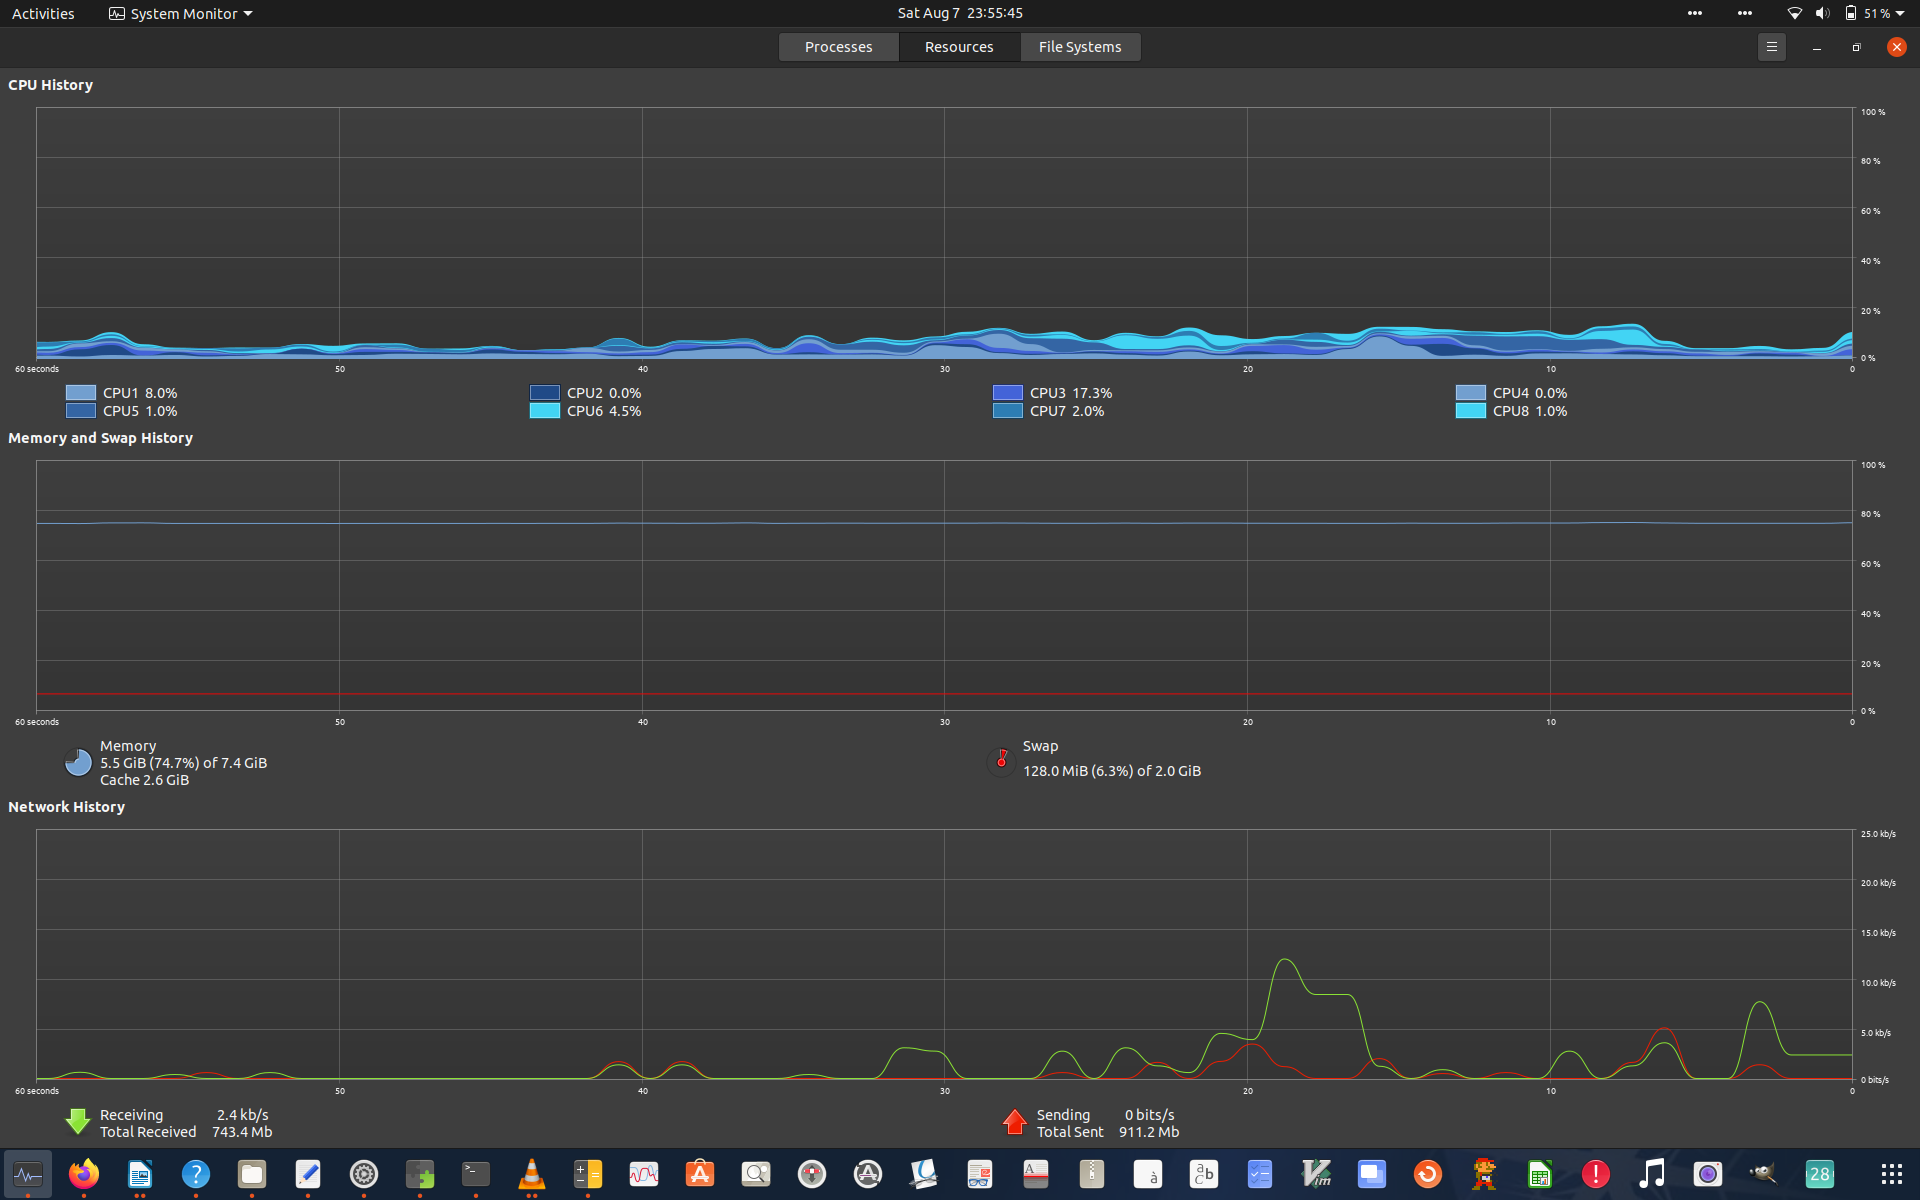 Activities System Monitor Sat Aug 7 23:55:45 51 %
Processes Resources File Systems
CPU History
100 %
80 %
60 %
40 %
20 %
0 %
60 seconds 50 40 30 20 10 0
CPU1 8.0% CPU2 0.0% CPU3 17.3% CPU4 0.0%
CPU5 1.0% CPU6 4.5% CPU7 2.0% CPU8 1.0%
Memory and Swap History
100 %
80 %
60 %
40 %
20 %
0 %
60 seconds 50 40 30 20 10 0
Memory
5.5 GiB (74.7%) of 7.4 GiB
Cache 2.6 GiB
Swap
128.0 MiB (6.3%) of 2.0 GiB
Network History
25.0 kb/s
20.0 kb/s
15.0 kb/s
10.0 kb/s
5.0 kb/s
0 bits/s
60 seconds 50 40 30 20 10 0
Receiving 2.4 kb/s
Total Received 743.4 Mb
Sending 0 bits/s
Total Sent 911.2 Mb
? >_ A à a b c Vim ! 28